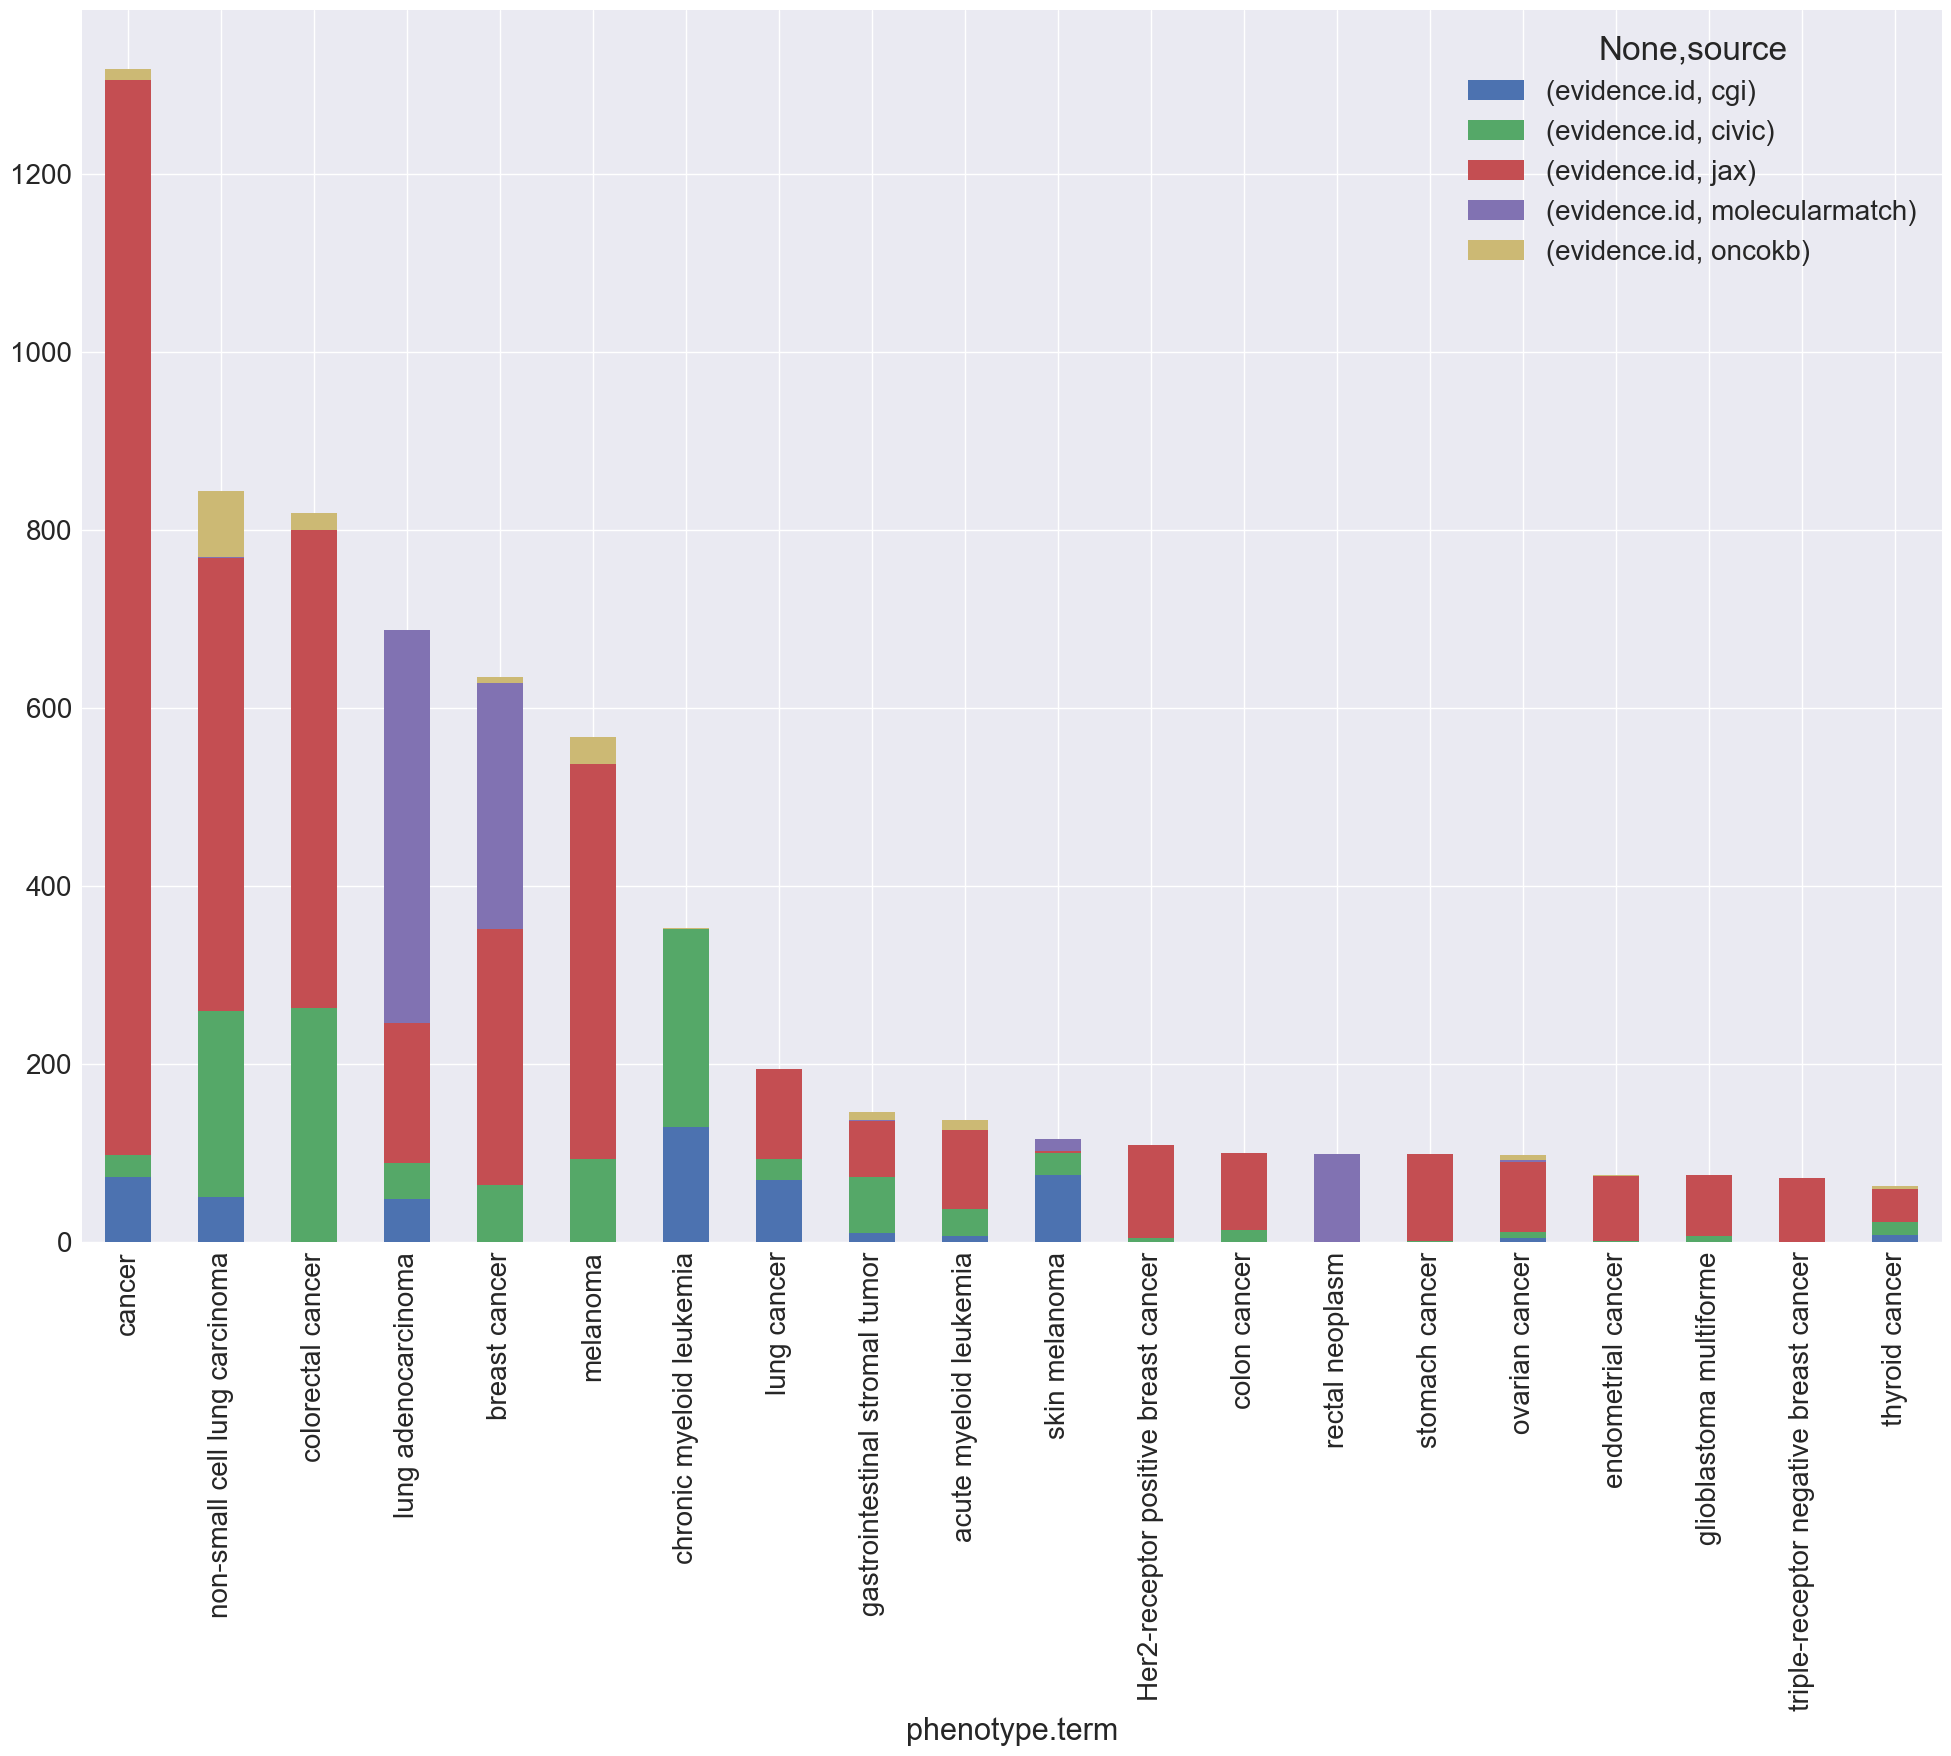 None,source
(evidence.id, cgi)
(evidence.id, civic)
(evidence.id, jax)
(evidence.id, molecularmatch)
(evidence.id, oncokb)
1200
1000
800
600
400
200
0
cancer
non-small cell lung carcinoma
colorectal cancer
lung adenocarcinoma
breast cancer
melanoma
chronic myeloid leukemia
lung cancer
gastrointestinal stromal tumor
acute myeloid leukemia
skin melanoma
Her2-receptor positive breast cancer
colon cancer
rectal neoplasm
stomach cancer
ovarian cancer
endometrial cancer
glioblastoma multiforme
triple-receptor negative breast cancer
thyroid cancer
phenotype.term